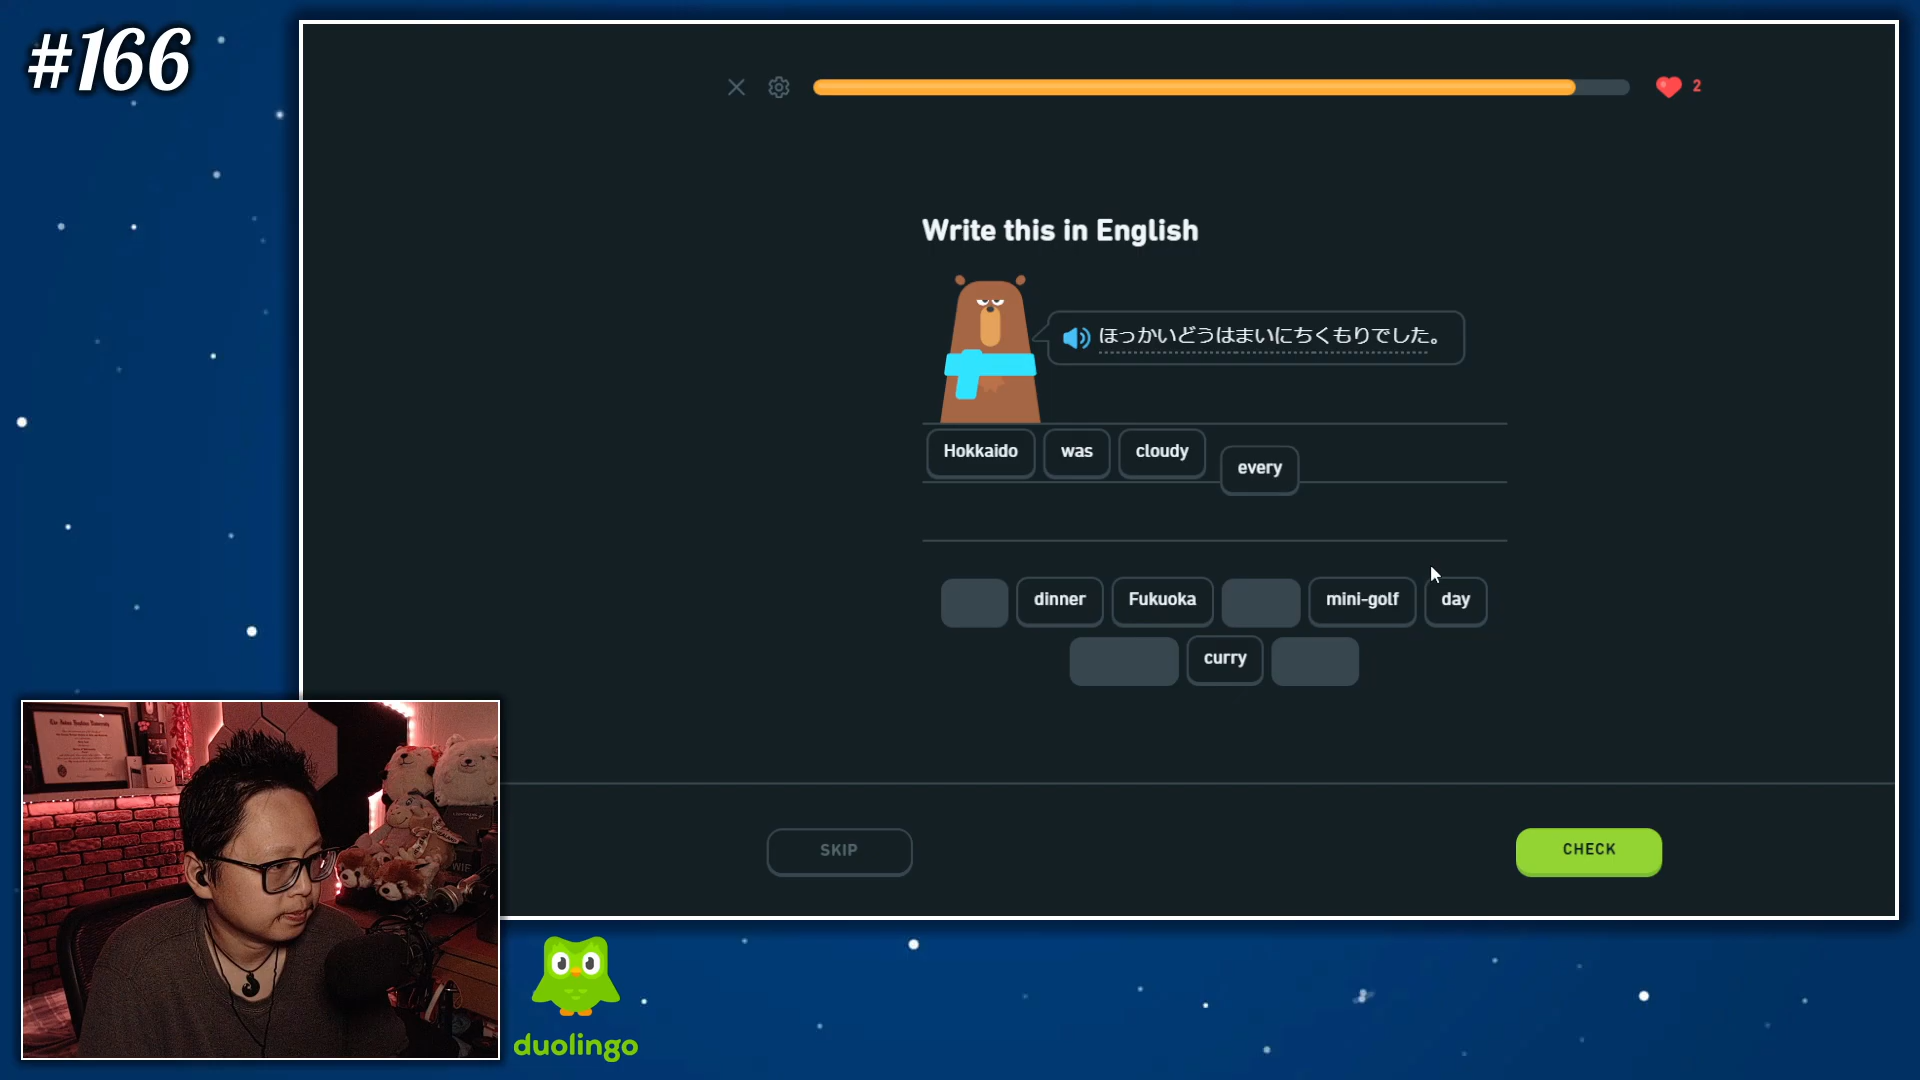 #166
2
Write this in English
ほっかいどうはまいにちくもりでした。
Hokkaido was cloudy every
dinner Fukuoka mini-golf day
curry
SKIP
CHECK
duolingo